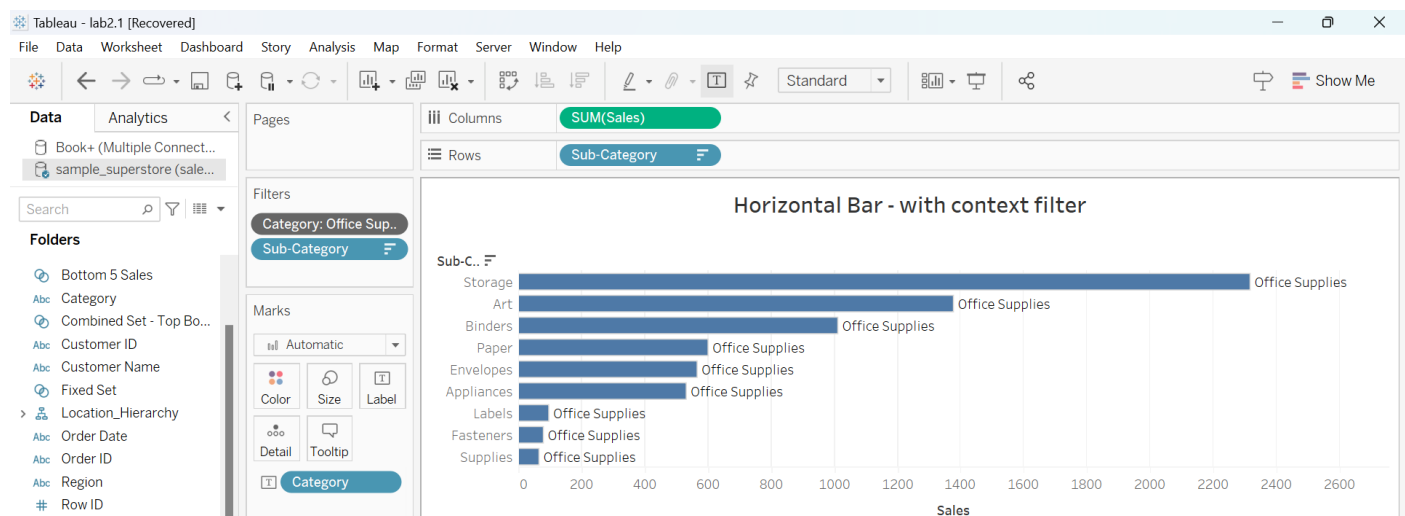 Tableau - lab2.1 [Recovered]
File Data Worksheet Dashboard Story Analysis Map Format Server Window Help
Standard
Show Me
Data Analytics
Book+ (Multiple Connect...
sample_superstore (sale...
Search
Folders
Bottom 5 Sales
Abc Category
Combined Set - Top Bo...
Abc Customer ID
Abc Customer Name
Fixed Set
Location_Hierarchy
Abc Order Date
Abc Order ID
Abc Region
# Row ID
Pages
Filters
Category: Office Sup..
Sub-Category
Marks
Automatic
Color Size Label
Detail Tooltip
Category
Columns SUM(Sales)
Rows Sub-Category
Horizontal Bar - with context filter
Sub-C..
Storage Office Supplies
Art Office Supplies
Binders Office Supplies
Paper Office Supplies
Envelopes Office Supplies
Appliances Office Supplies
Labels Office Supplies
Fasteners Office Supplies
Supplies Office Supplies
0 200 400 600 800 1000 1200 1400 1600 1800 2000 2200 2400 2600
Sales